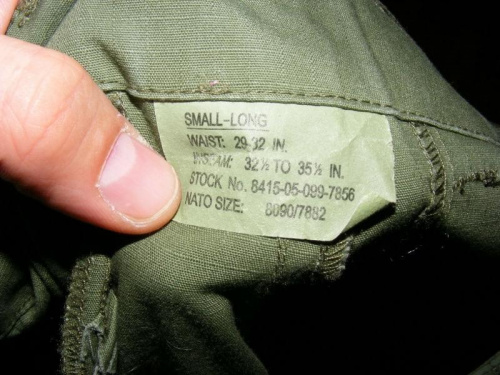 SMALL-LONG
WAIST: 29-32 IN.
INSEAM: 32½ TO 35½ IN.
STOCK No. 8415-05-099-7856
NATO SIZE: 8090/7882